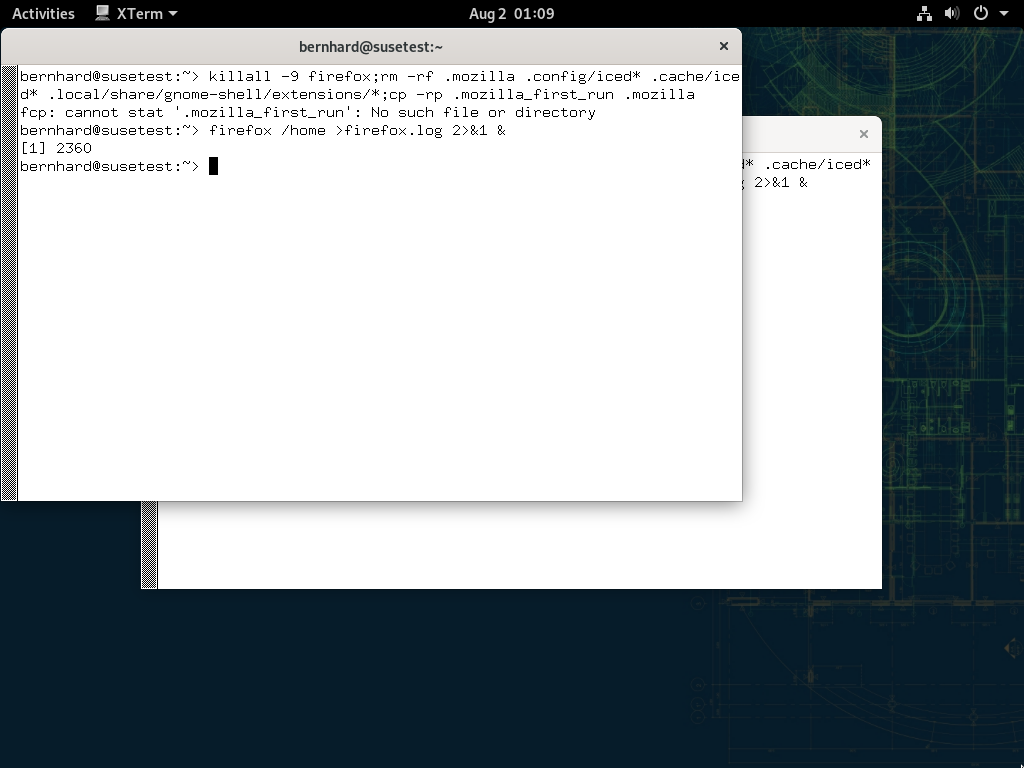 Activities XTerm Aug 2 01:09
bernhard@susetest:~
bernhard@susetest:~> killall -9 firefox;rm -rf .mozilla .config/iced* .cache/ice
d* .local/share/gnome-shell/extensions/*;cp -rp .mozilla_first_run .mozilla
fcp: cannot stat '.mozilla_first_run': No such file or directory
bernhard@susetest:~> firefox /home >firefox.log 2>&1 &
[1] 2360
bernhard@susetest:~>
* .cache/iced*
2>&1 &